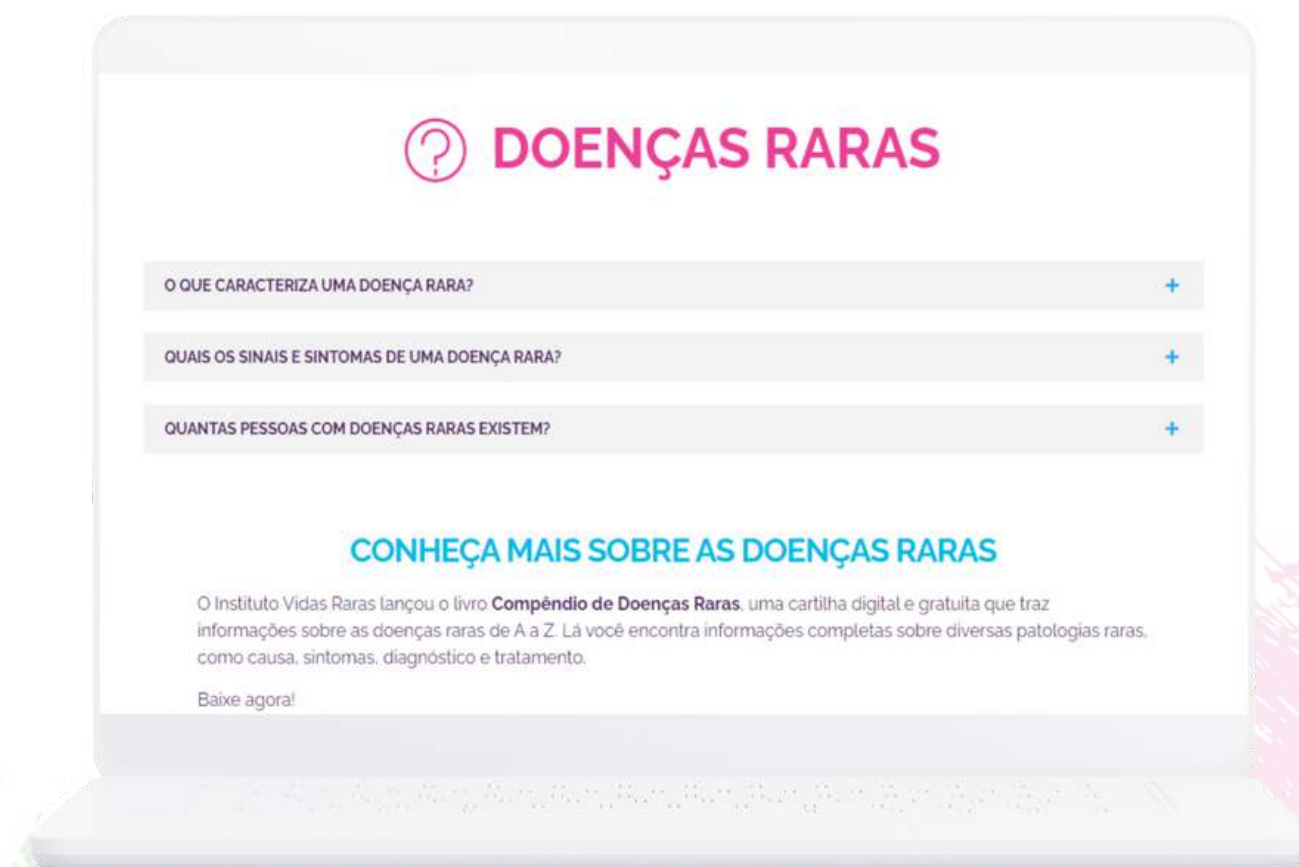 DOENÇAS RARAS
O QUE CARACTERIZA UMA DOENÇA RARA?
QUAIS OS SINAIS E SINTOMAS DE UMA DOENÇA RARA?
QUANTAS PESSOAS COM DOENÇAS RARAS EXISTEM?
CONHEÇA MAIS SOBRE AS DOENÇAS RARAS
O Instituto Vidas Raras lançou o livro Compêndio de Doenças Raras, uma cartilha digital e gratuita que traz
informações sobre as doenças raras de A a Z. Lá você encontra informações completas sobre diversas patologias raras,
como causa, sintomas, diagnóstico e tratamento.
Baixe agora!